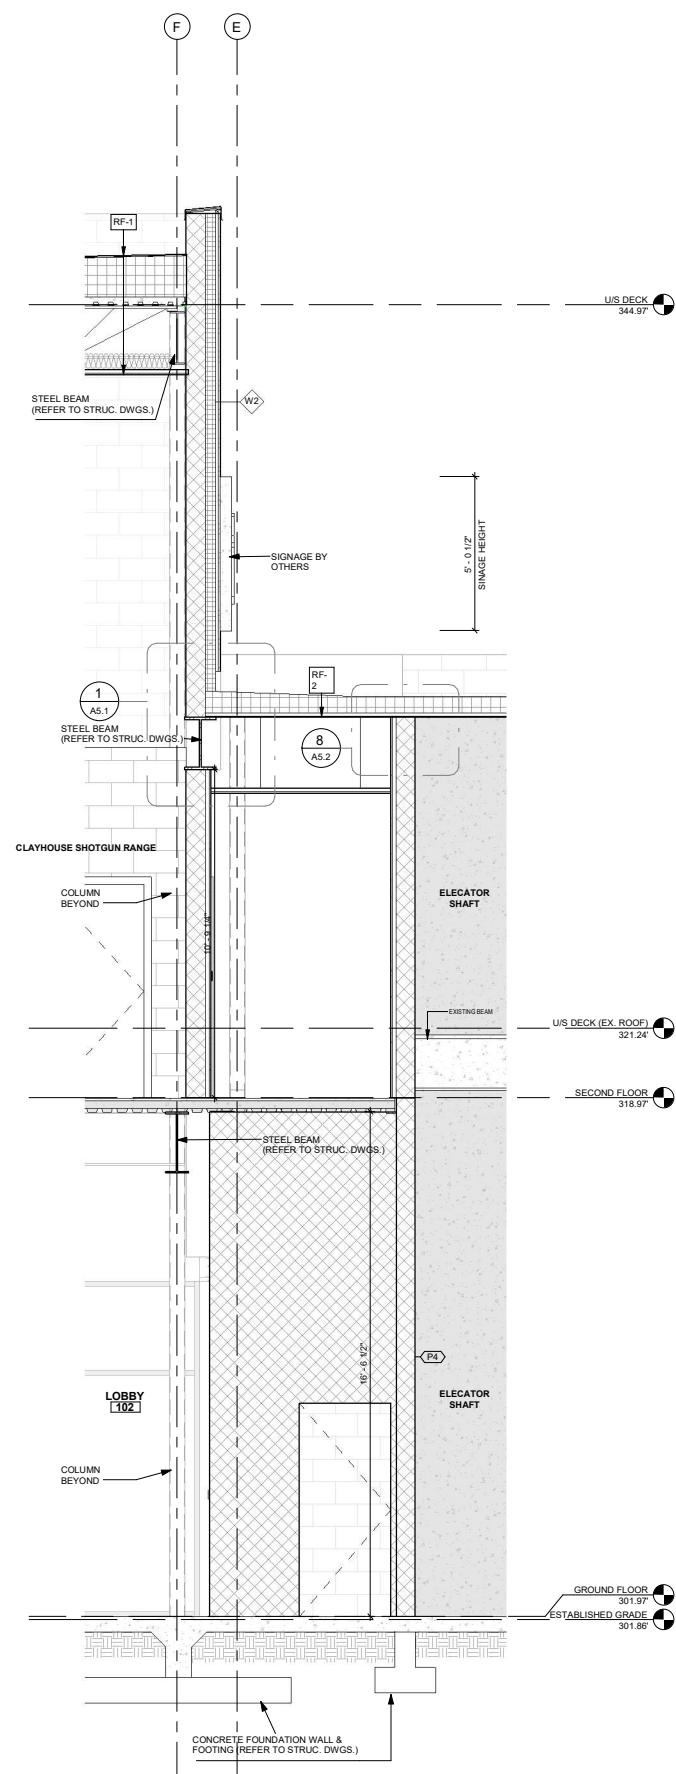 F
E
RF-1
U/S DECK
344.97'
STEEL BEAM
(REFER TO STRUC. DWGS.)
W2
5' - 0 1/2"
SINAGE HEIGHT
SIGNAGE BY
OTHERS
RF-
2
1
A5.1
STEEL BEAM
(REFER TO STRUC. DWGS.)
8
A5.2
CLAYHOUSE SHOTGUN RANGE
COLUMN
BEYOND
10' - 9 1/4"
ELECATOR
SHAFT
EXISTING BEAM
U/S DECK (EX. ROOF)
321.24'
SECOND FLOOR
318.97'
STEEL BEAM
(REFER TO STRUC. DWGS.)
16' - 6 1/2"
P4
LOBBY
102
ELECATOR
SHAFT
COLUMN
BEYOND
GROUND FLOOR
301.97'
ESTABLISHED GRADE
301.86'
CONCRETE FOUNDATION WALL &
FOOTING (REFER TO STRUC. DWGS.)